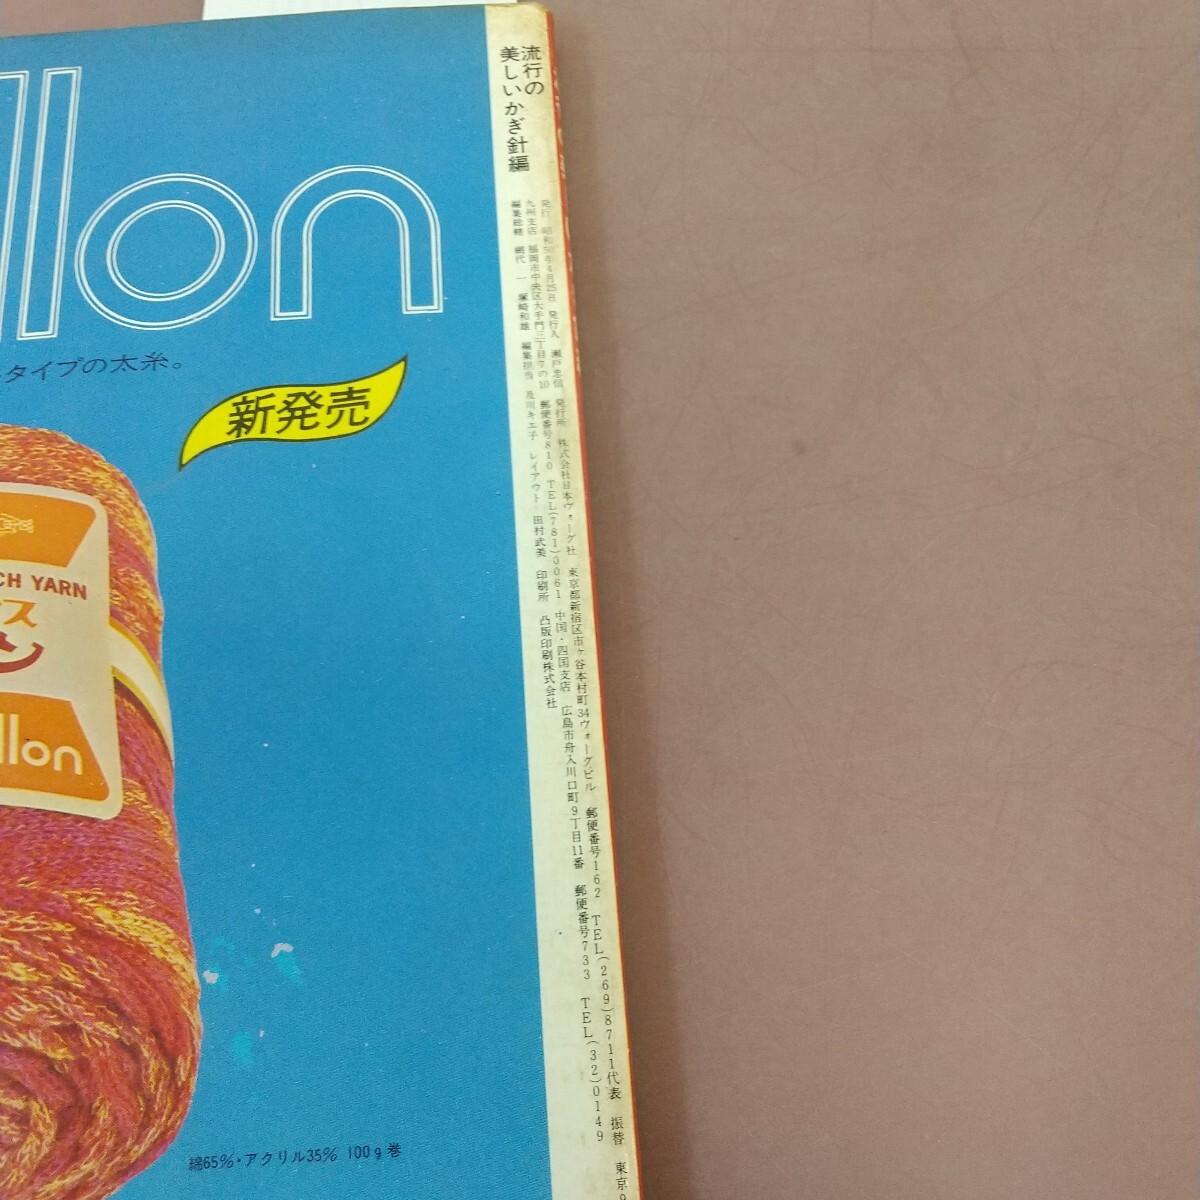 llon
タイプの太糸。
新発売
CH YARN
ス
ン
llon
綿65%・アクリル35% 100g巻
流行の
美しいかぎ針編
発行 昭和50年4月25日 発行人 瀬戸忠信 発行所 株式会社日本ヴォーグ社 東京都新宿区市ヶ谷本村町34ヴォーグビル 郵便番号162 TEL(269)8711代表 振替 東京9
九州支店 福岡市中央区大手門三丁目7の10 郵便番号810 TEL(781)0061 中国・四国支店 広島市舟入川口町9丁目11番 郵便番号733 TEL(32)0149
編集総轄 網代 一 塚崎和雄 編集担当 及川キエ子 レイアウト 田村武美 印刷所 凸版印刷株式会社